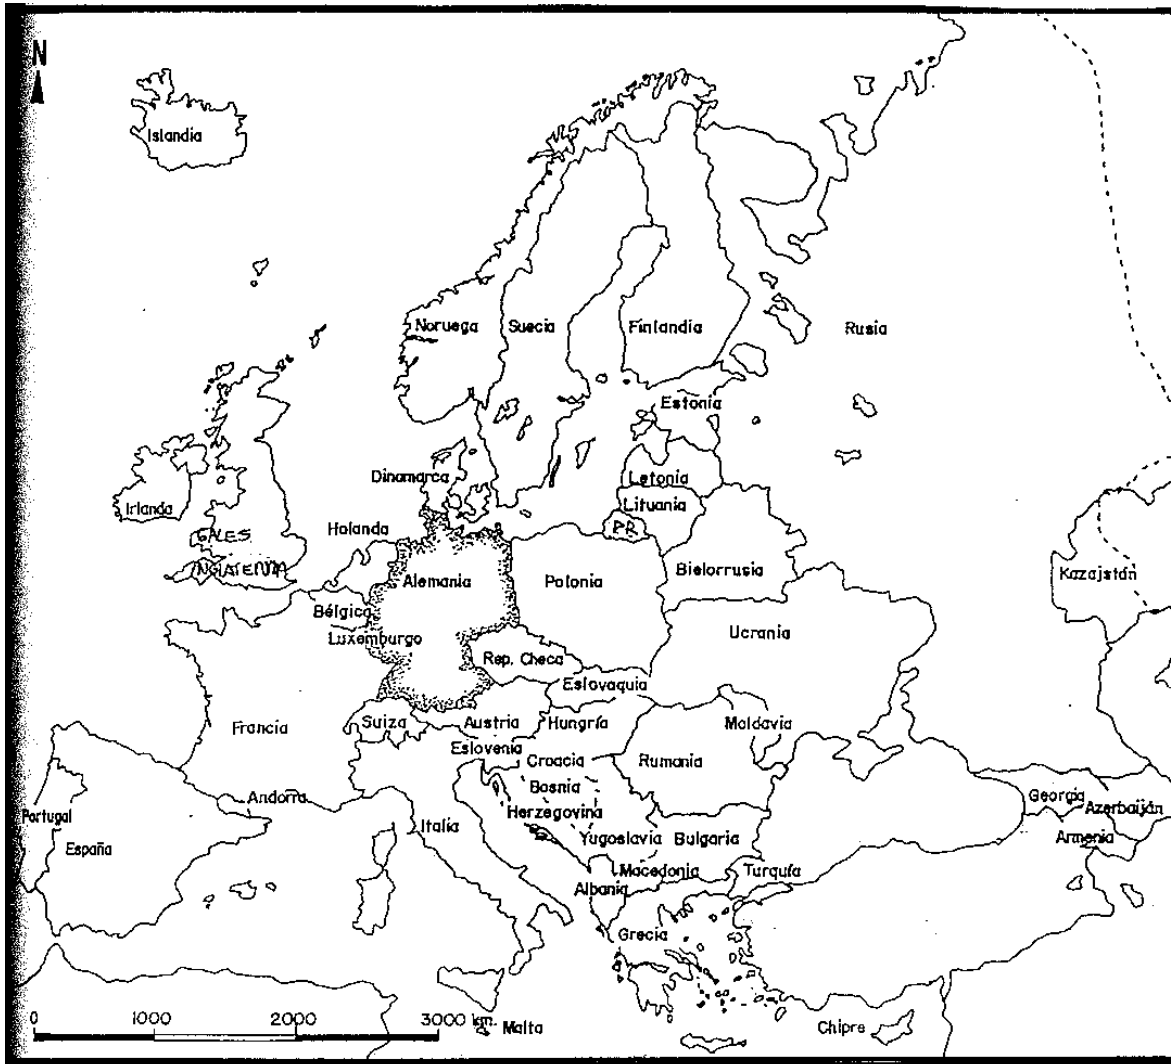 N
Islandia
Noruega
Suecia
Finlandia
Rusia
Estonia
Dinamarca
Letonia
Irlanda
Lituania
Holanda
GALES
PR
INGLATERRA
Alemania
Polonia
Bielorrusia
Kazajstán
Bélgica
Luxemburgo
Ucrania
Rep. Checa
Eslovaquia
Francia
Suiza
Austria
Hungría
Moldavia
Eslovenia
Croacia
Rumania
Bosnia
Herzegovina
Andorra
Georgia
Azerbaiján
Portugal
Italia
España
Yugoslavia
Bulgaria
Armenia
Macedonia
Turquía
Albania
Grecia
0 1000 2000 3000 km.
Malta
Chipre